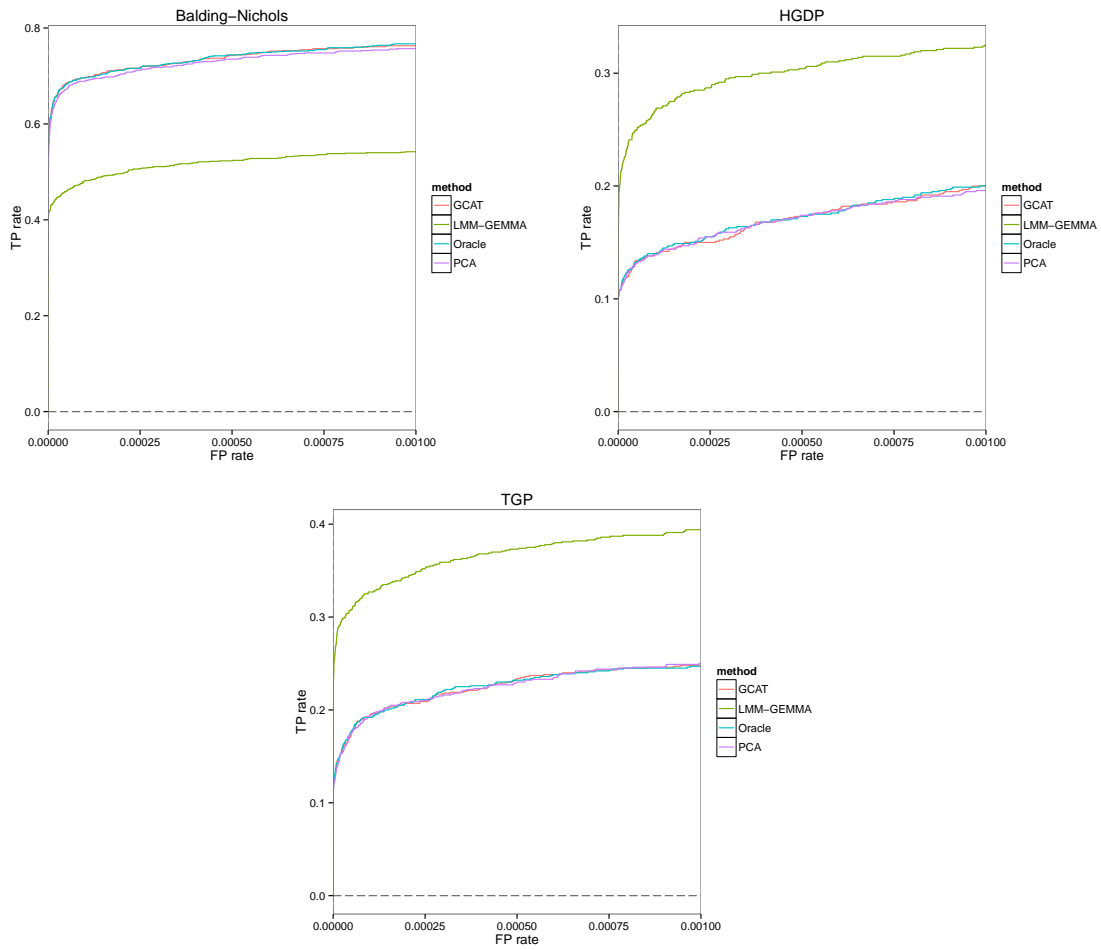 Balding−Nichols
0.8
0.6
0.4
0.2
0.0
TP rate
0.00000 0.00025 0.00050 0.00075 0.00100
FP rate
method
GCAT
LMM−GEMMA
Oracle
PCA
HGDP
0.3
0.2
0.1
0.0
TP rate
0.00000 0.00025 0.00050 0.00075 0.00100
FP rate
method
GCAT
LMM−GEMMA
Oracle
PCA
TGP
0.4
0.3
0.2
0.1
0.0
TP rate
0.00000 0.00025 0.00050 0.00075 0.00100
FP rate
method
GCAT
LMM−GEMMA
Oracle
PCA